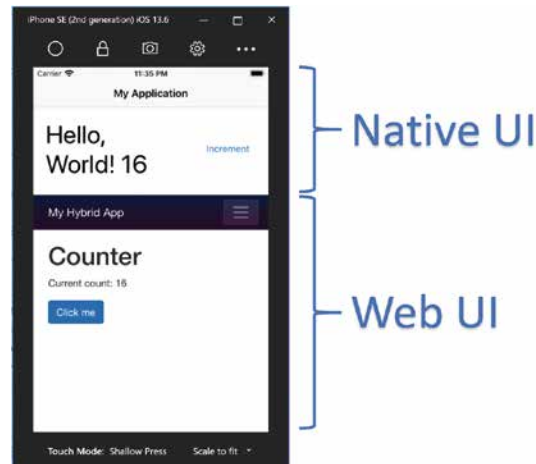 iPhone SE (2nd generation) iOS 13.6
Carrier 11:35 PM
My Application
Hello,
World! 16
Increment
Native UI
My Hybrid App
Counter
Current count: 16
Click me
Web UI
Touch Mode: Shallow Press Scale to fit